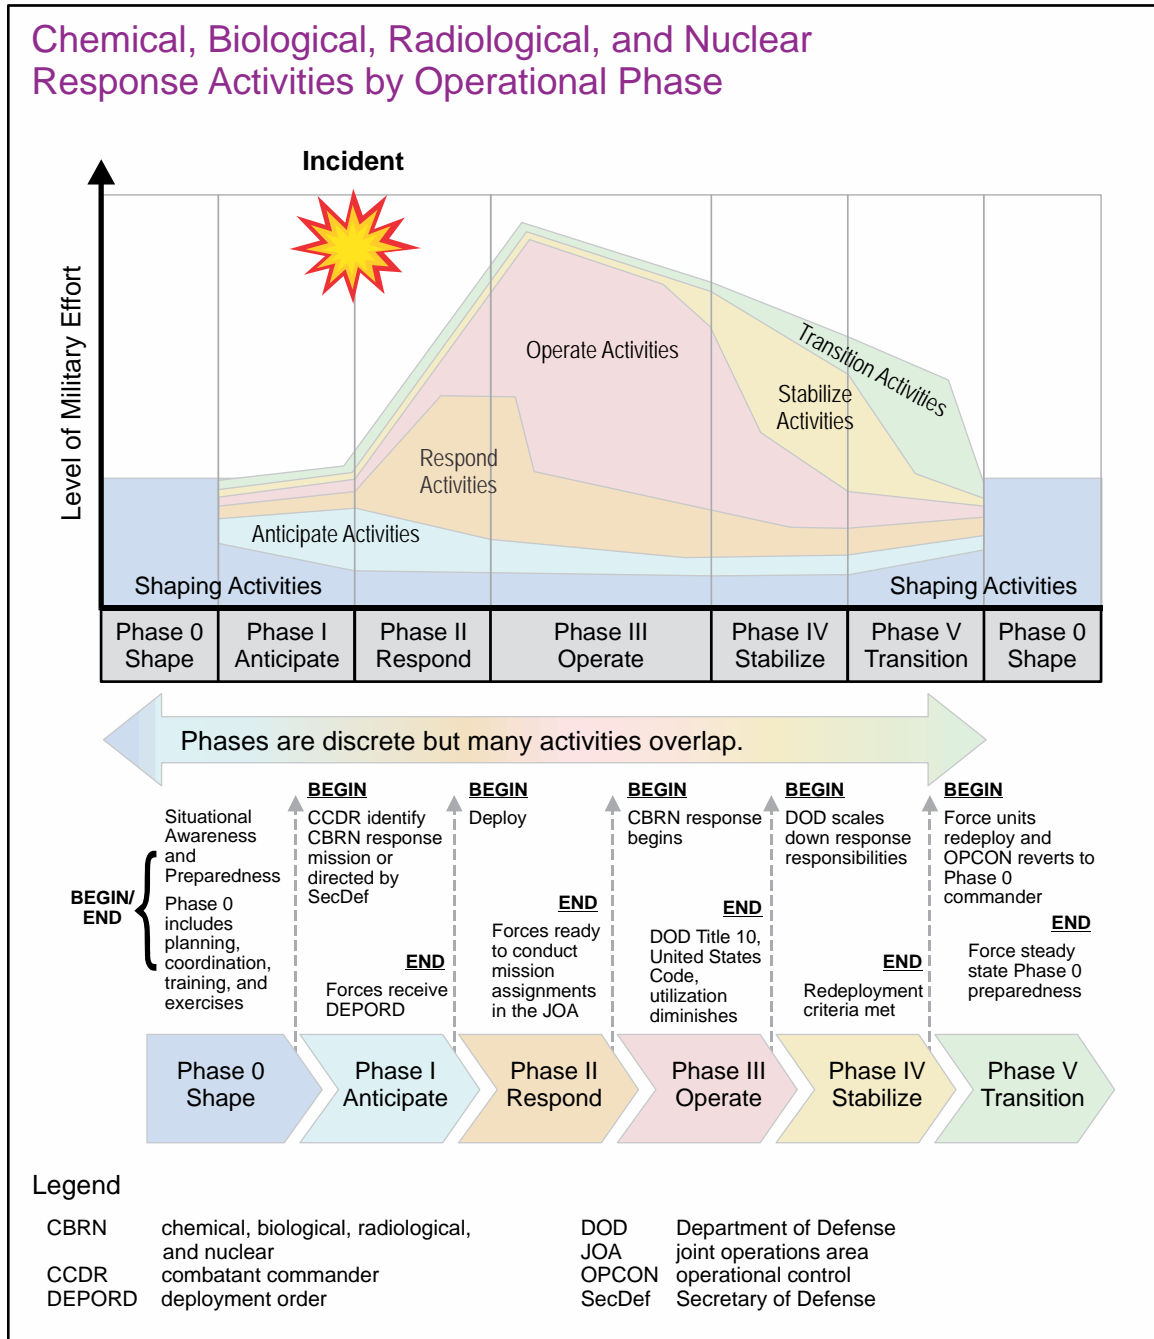 Chemical, Biological, Radiological, and Nuclear
Response Activities by Operational Phase
Incident
Level of Military Effort
Operate Activities
Transition Activities
Stabilize
Activities
Respond
Activities
Anticipate Activities
Shaping Activities
Shaping Activities
Phase 0
Shape
Phase I
Anticipate
Phase II
Respond
Phase III
Operate
Phase IV
Stabilize
Phase V
Transition
Phase 0
Shape
Phases are discrete but many activities overlap.
BEGIN/
END
Situational
Awareness
and
Preparedness
Phase 0
includes
planning,
coordination,
training, and
exercises
BEGIN
CCDR identify
CBRN response
mission or
directed by
SecDef
END
Forces receive
DEPORD
BEGIN
Deploy
END
Forces ready
to conduct
mission
assignments
in the JOA
BEGIN
CBRN response
begins
END
DOD Title 10,
United States
Code,
utilization
diminishes
BEGIN
DOD scales
down response
responsibilities
END
Redeployment
criteria met
BEGIN
Force units
redeploy and
OPCON reverts to
Phase 0
commander
END
Force steady
state Phase 0
preparedness
Phase 0
Shape
Phase I
Anticipate
Phase II
Respond
Phase III
Operate
Phase IV
Stabilize
Phase V
Transition
Legend
CBRN chemical, biological, radiological,
and nuclear
CCDR combatant commander
DEPORD deployment order
DOD Department of Defense
JOA joint operations area
OPCON operational control
SecDef Secretary of Defense